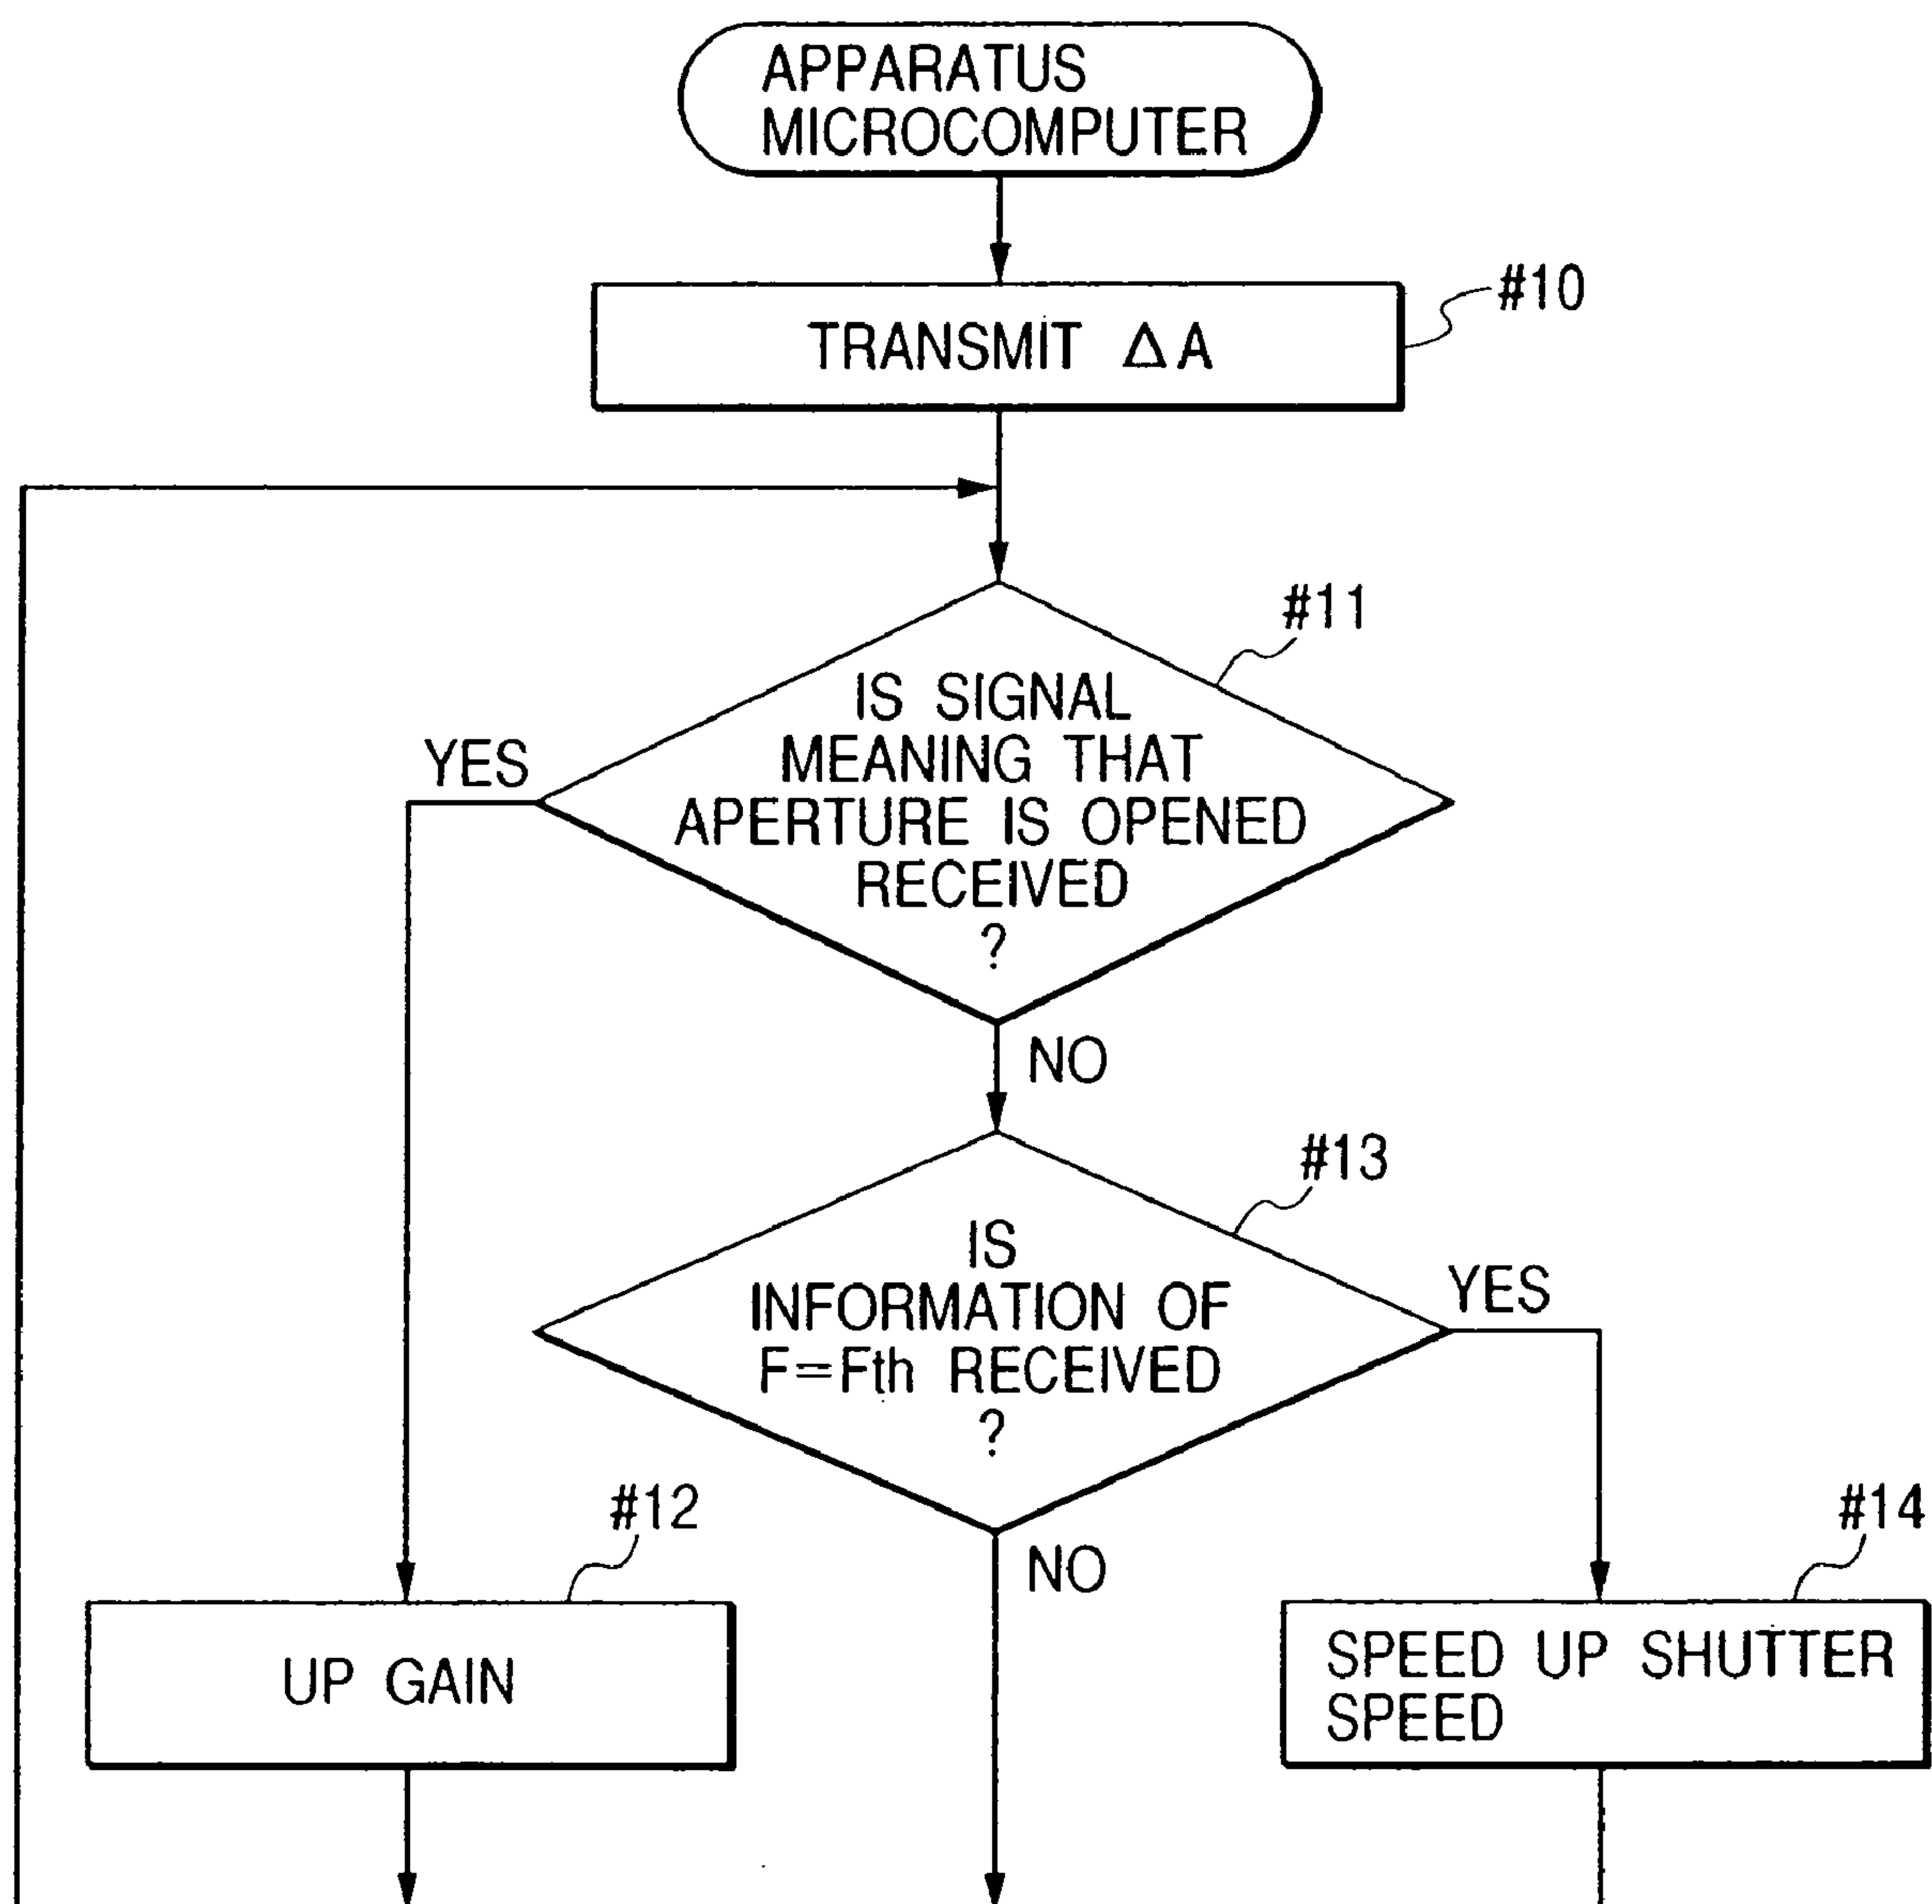 APPARATUS
MICROCOMPUTER
#10
TRANSMIT ΔA
#11
IS SIGNAL
MEANING THAT
APERTURE IS OPENED
RECEIVED
?
YES
NO
#13
IS
INFORMATION OF
F=Fth RECEIVED
?
YES
NO
#12
UP GAIN
#14
SPEED UP SHUTTER
SPEED